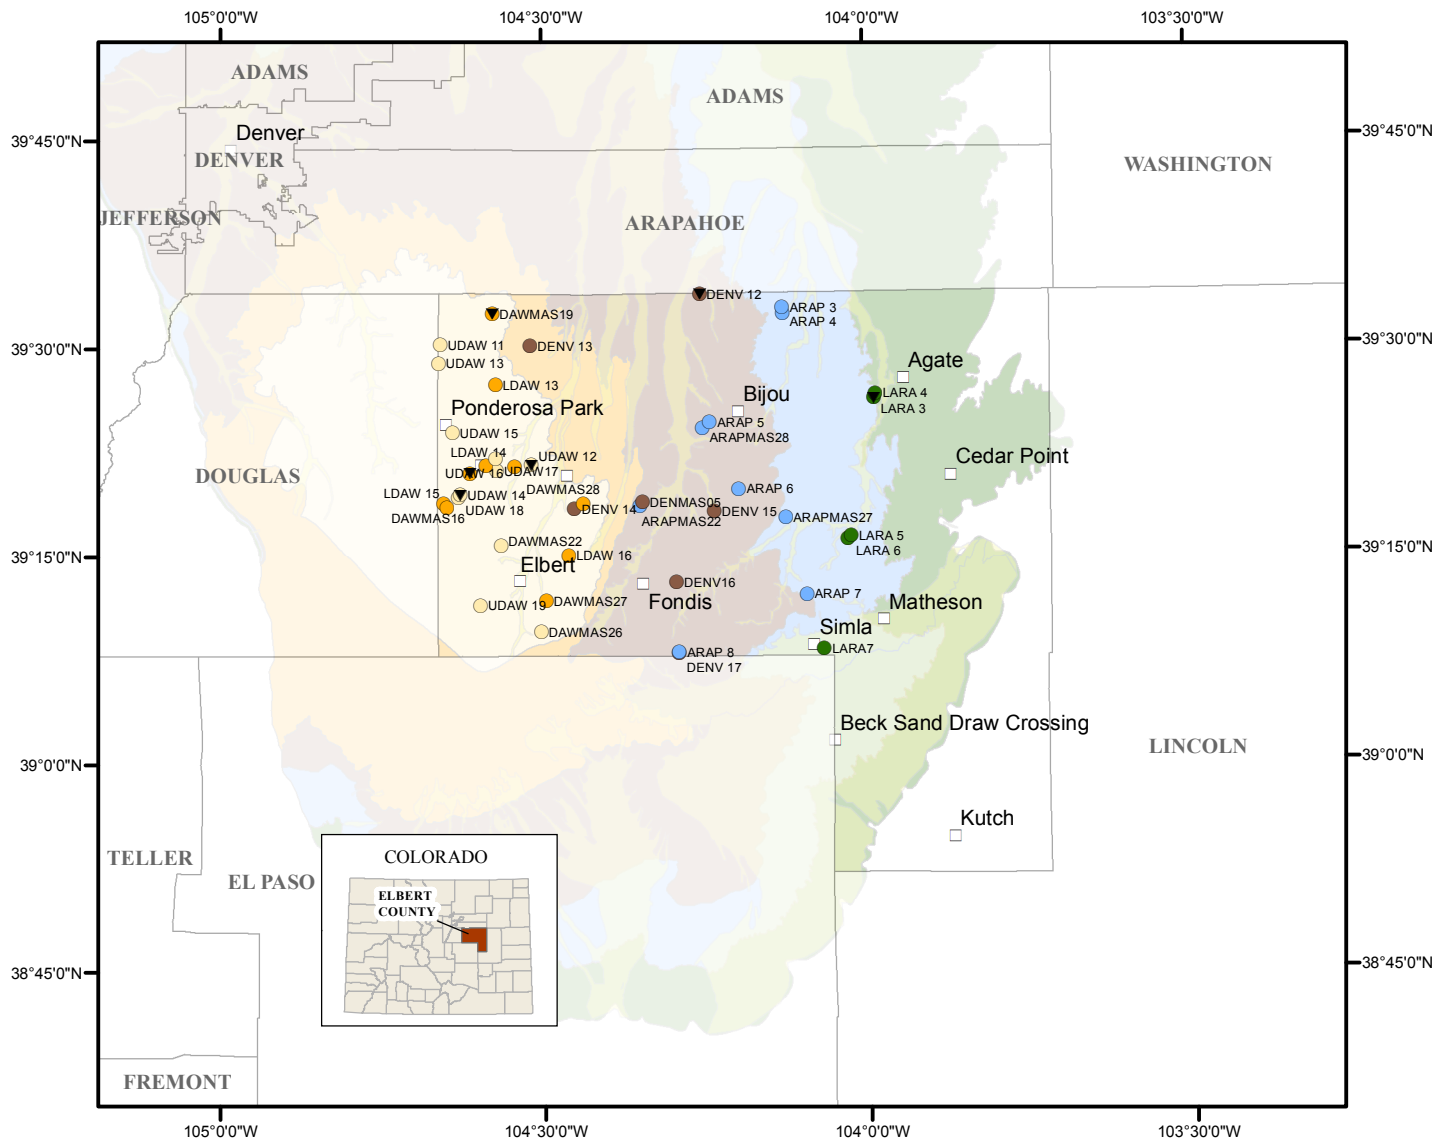 105°0'0"W
104°30'0"W
104°0'0"W
103°30'0"W
ADAMS
ADAMS
39°45'0"N
Denver
39°45'0"N
DENVER
WASHINGTON
JEFFERSON
ARAPAHOE
DENV 12
ARAP 3
ARAP 4
DAWMAS19
39°30'0"N
39°30'0"N
UDAW 11
DENV 13
UDAW 13
Agate
LDAW 13
LARA 4
LARA 3
Bijou
Ponderosa Park
ARAP 5
ARAPMAS28
UDAW 15
LDAW 14
UDAW 12
Cedar Point
UDAW 16
UDAW17
DOUGLAS
DAWMAS28
ARAP 6
LDAW 15
UDAW 14
DENMAS05
DENV 14
UDAW 18
DENV 15
DAWMAS16
ARAPMAS22
ARAPMAS27
LARA 5
LARA 6
DAWMAS22
39°15'0"N
39°15'0"N
LDAW 16
Elbert
DENV16
Fondis
ARAP 7
Matheson
UDAW 19
DAWMAS27
DAWMAS26
Simla
LARA7
ARAP 8
DENV 17
Beck Sand Draw Crossing
LINCOLN
39°0'0"N
39°0'0"N
Kutch
TELLER
EL PASO
COLORADO
ELBERT
COUNTY
38°45'0"N
38°45'0"N
FREMONT
105°0'0"W
104°30'0"W
104°0'0"W
103°30'0"W